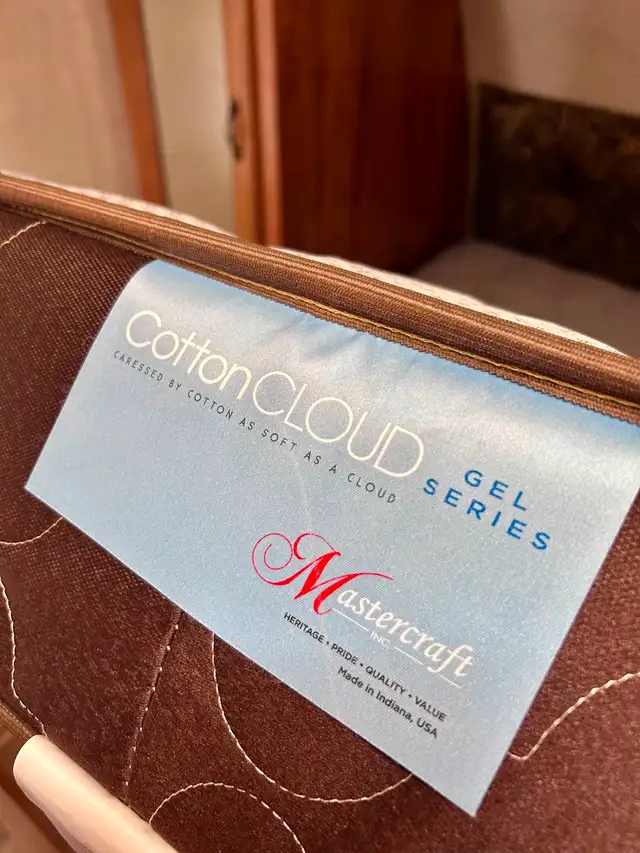 CottonCLOUD
CARESSED BY COTTON AS SOFT AS A CLOUD
GEL
SERIES
Mastercraft
INC.
HERITAGE • PRIDE • QUALITY • VALUE
Made in Indiana, USA